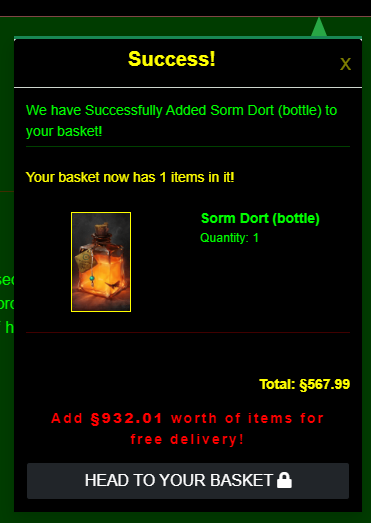 Success!
X
We have Successfully Added Sorm Dort (bottle) to
your basket!
Your basket now has 1 items in it!
Sorm Dort (bottle)
Quantity: 1
Total: §567.99
Add §932.01 worth of items for
free delivery!
HEAD TO YOUR BASKET